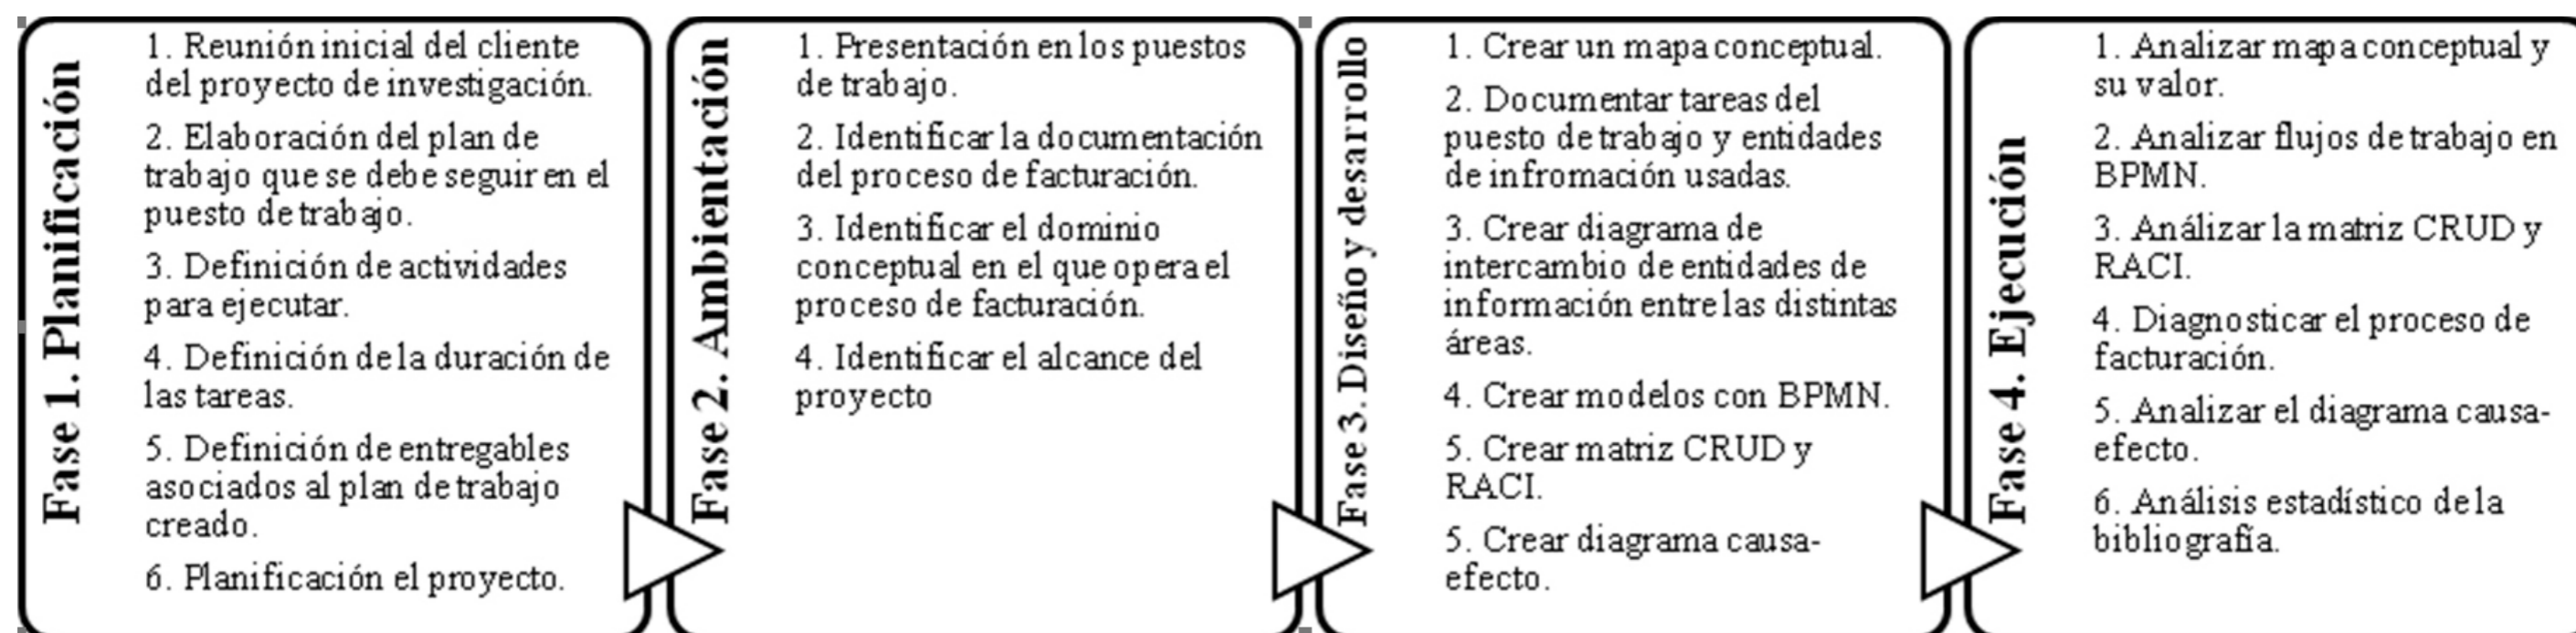 Fase 1. Planificación
1. Reunión inicial del cliente
del proyecto de investigación.
2. Elaboración del plan de
trabajo que se debe seguir en el
puesto de trabajo.
3. Definición de actividades
para ejecutar.
4. Definición de la duración de
las tareas.
5. Definición de entregables
asociados al plan de trabajo
creado.
6. Planificación el proyecto.
Fase 2. Ambientación
1. Presentación en los puestos
de trabajo.
2. Identificar la documentación
del proceso de facturación.
3. Identificar el dominio
conceptual en el que opera el
proceso de facturación.
4. Identificar el alcance del
proyecto
Fase 3. Diseño y desarrollo
1. Crear un mapa conceptual.
2. Documentar tareas del
puesto de trabajo y entidades
de infromación usadas.
3. Crear diagrama de
intercambio de entidades de
información entre las distintas
áreas.
4. Crear modelos con BPMN.
5. Crear matriz CRUD y
RACI.
5. Crear diagrama causa-
efecto.
Fase 4. Ejecución
1. Analizar mapa conceptual y
su valor.
2. Analizar flujos de trabajo en
BPMN.
3. Análizar la matriz CRUD y
RACI.
4. Diagnosticar el proceso de
facturación.
5. Analizar el diagrama causa-
efecto.
6. Análisis estadístico de la
bibliografía.